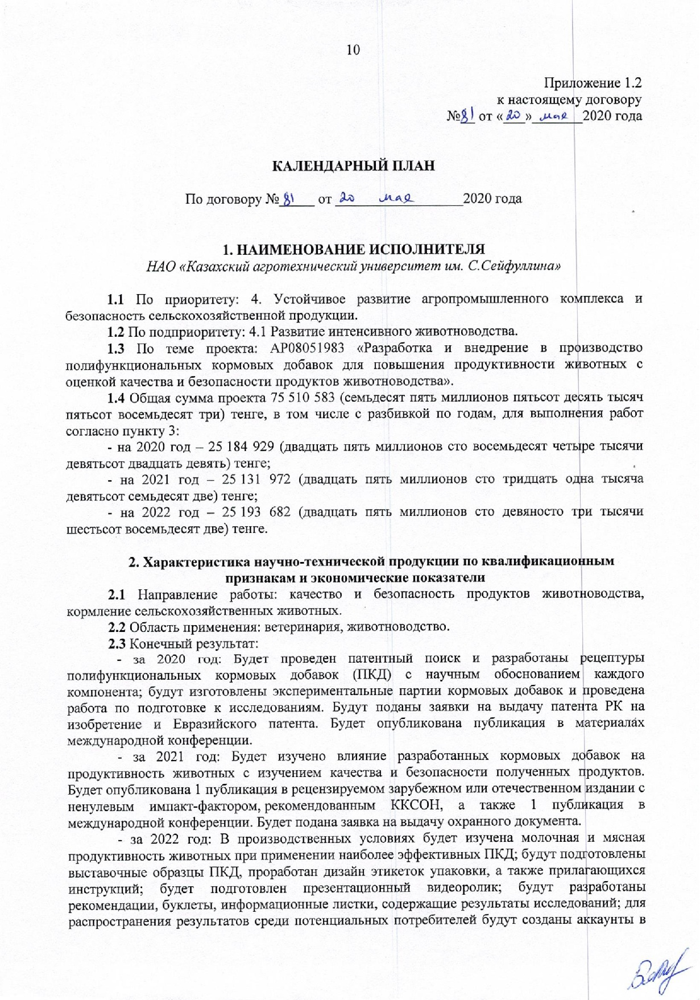 10
Приложение 1.2
к настоящему договору
№81 от «20» мая 2020 года
КАЛЕНДАРНЫЙ ПЛАН
По договору № 81 от 20 мая 2020 года
1. НАИМЕНОВАНИЕ ИСПОЛНИТЕЛЯ
НАО «Казахский агротехнический университет им. С.Сейфуллина»
1.1 По приоритету: 4. Устойчивое развитие агропромышленного комплекса и
безопасность сельскохозяйственной продукции.
1.2 По подприоритету: 4.1 Развитие интенсивного животноводства.
1.3 По теме проекта: АР08051983 «Разработка и внедрение в производство
полифункциональных кормовых добавок для повышения продуктивности животных с
оценкой качества и безопасности продуктов животноводства».
1.4 Общая сумма проекта 75 510 583 (семьдесят пять миллионов пятьсот десять тысяч
пятьсот восемьдесят три) тенге, в том числе с разбивкой по годам, для выполнения работ
согласно пункту 3:
- на 2020 год – 25 184 929 (двадцать пять миллионов сто восемьдесят четыре тысячи
девятьсот двадцать девять) тенге;
- на 2021 год – 25 131 972 (двадцать пять миллионов сто тридцать одна тысяча
девятьсот семьдесят две) тенге;
- на 2022 год – 25 193 682 (двадцать пять миллионов сто девяносто три тысячи
шестьсот восемьдесят две) тенге.
2. Характеристика научно-технической продукции по квалификационным
признакам и экономические показатели
2.1 Направление работы: качество и безопасность продуктов животноводства,
кормление сельскохозяйственных животных.
2.2 Область применения: ветеринария, животноводство.
2.3 Конечный результат:
- за 2020 год: Будет проведен патентный поиск и разработаны рецептуры
полифункциональных кормовых добавок (ПКД) с научным обоснованием каждого
компонента; будут изготовлены экспериментальные партии кормовых добавок и проведена
работа по подготовке к исследованиям. Будут поданы заявки на выдачу патента РК на
изобретение и Евразийского патента. Будет опубликована публикация в материалах
международной конференции.
- за 2021 год: Будет изучено влияние разработанных кормовых добавок на
продуктивность животных с изучением качества и безопасности полученных продуктов.
Будет опубликована 1 публикация в рецензируемом зарубежном или отечественном издании с
ненулевым импакт-фактором, рекомендованным ККСОН, а также 1 публикация в
международной конференции. Будет подана заявка на выдачу охранного документа.
- за 2022 год: В производственных условиях будет изучена молочная и мясная
продуктивность животных при применении наиболее эффективных ПКД; будут подготовлены
выставочные образцы ПКД, проработан дизайн этикеток упаковки, а также прилагающихся
инструкций; будет подготовлен презентационный видеоролик; будут разработаны
рекомендации, буклеты, информационные листки, содержащие результаты исследований; для
распространения результатов среди потенциальных потребителей будут созданы аккаунты в